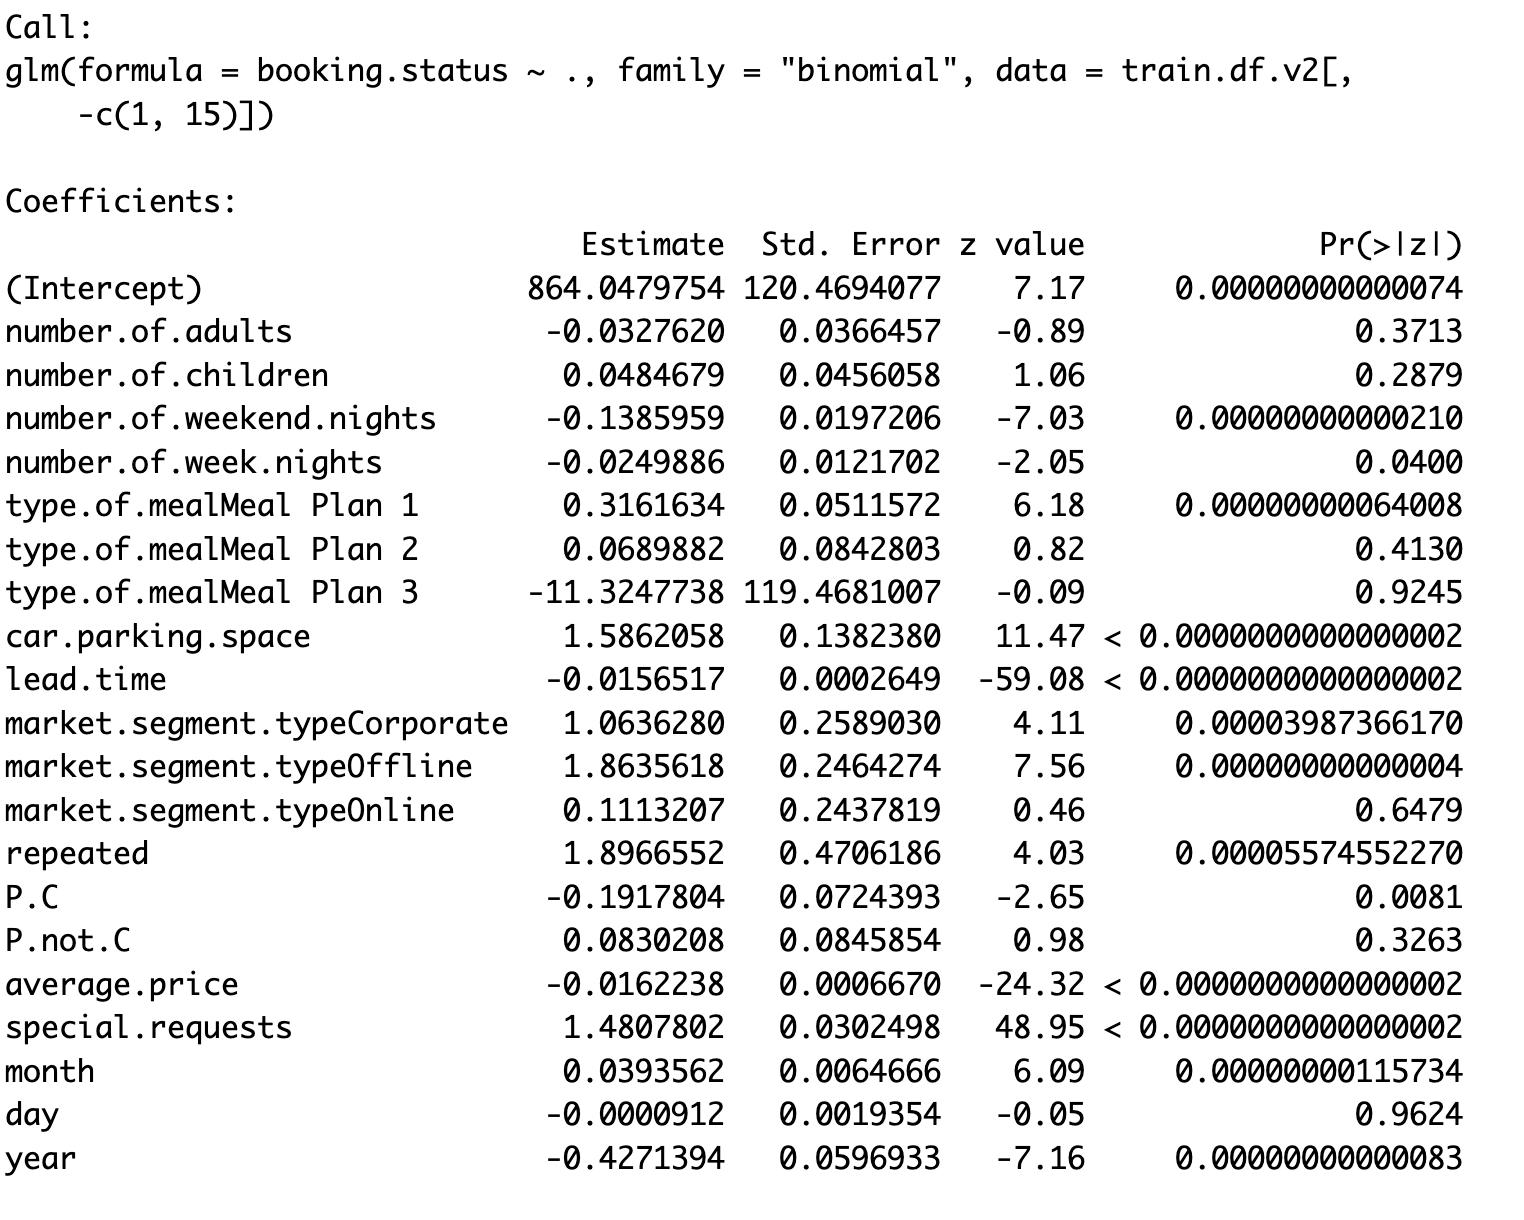 Call:
glm(formula = booking.status ~ ., family = "binomial", data = train.df.v2[,
    -c(1, 15)])

Coefficients:
                                Estimate  Std. Error z value             Pr(>|z|)
(Intercept)                  864.0479754 120.4694077    7.17     0.00000000000074
number.of.adults              -0.0327620   0.0366457   -0.89               0.3713
number.of.children             0.0484679   0.0456058    1.06               0.2879
number.of.weekend.nights      -0.1385959   0.0197206   -7.03     0.00000000000210
number.of.week.nights         -0.0249886   0.0121702   -2.05               0.0400
type.of.mealMeal Plan 1        0.3161634   0.0511572    6.18     0.00000000064008
type.of.mealMeal Plan 2        0.0689882   0.0842803    0.82               0.4130
type.of.mealMeal Plan 3      -11.3247738 119.4681007   -0.09               0.9245
car.parking.space              1.5862058   0.1382380   11.47 < 0.0000000000000002
lead.time                     -0.0156517   0.0002649  -59.08 < 0.0000000000000002
market.segment.typeCorporate   1.0636280   0.2589030    4.11     0.00003987366170
market.segment.typeOffline     1.8635618   0.2464274    7.56     0.00000000000004
market.segment.typeOnline      0.1113207   0.2437819    0.46               0.6479
repeated                       1.8966552   0.4706186    4.03     0.00005574552270
P.C                           -0.1917804   0.0724393   -2.65               0.0081
P.not.C                        0.0830208   0.0845854    0.98               0.3263
average.price                 -0.0162238   0.0006670  -24.32 < 0.0000000000000002
special.requests               1.4807802   0.0302498   48.95 < 0.0000000000000002
month                          0.0393562   0.0064666    6.09     0.00000000115734
day                           -0.0000912   0.0019354   -0.05               0.9624
year                          -0.4271394   0.0596933   -7.16     0.00000000000083